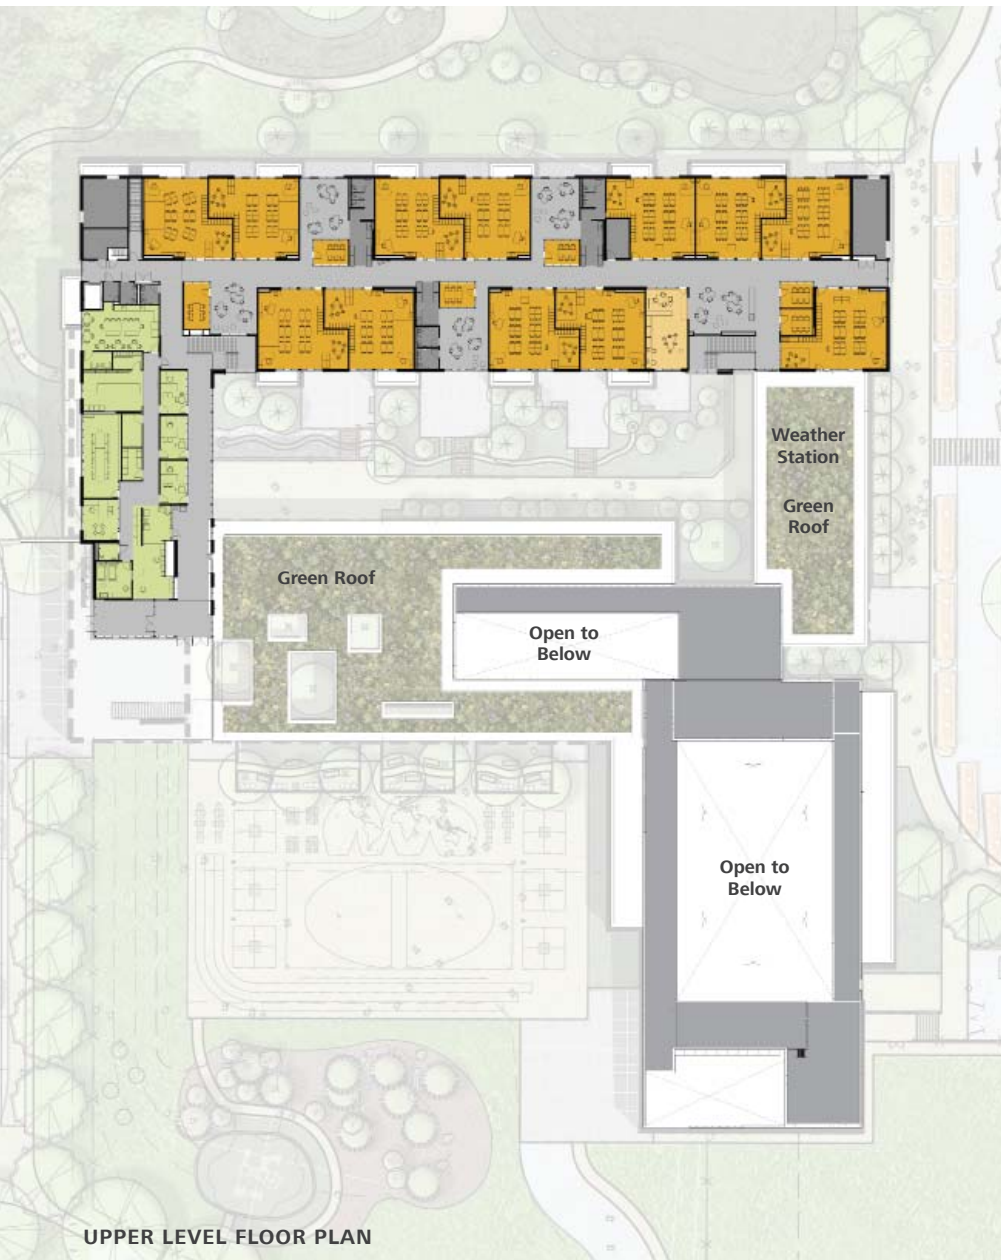 Weather
Station
Green
Roof
Green Roof
Open to
Below
Open to
Below
UPPER LEVEL FLOOR PLAN